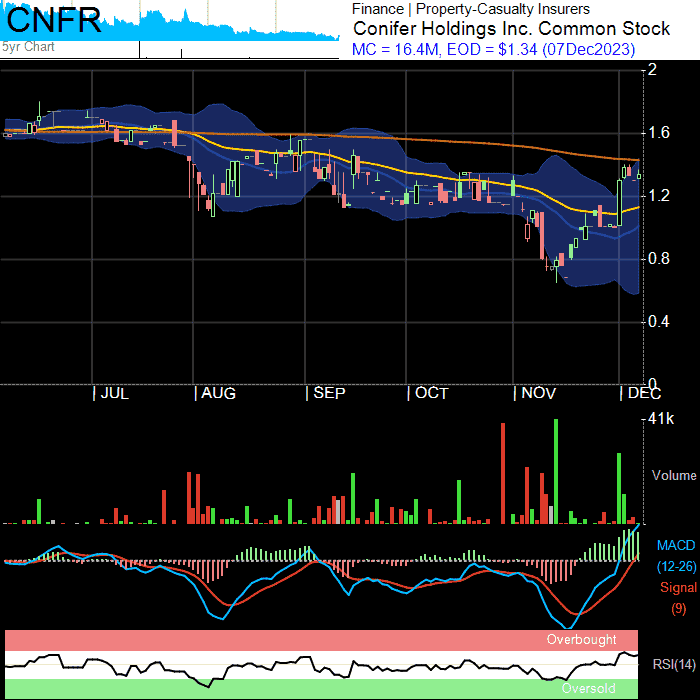 CNFR
5yr Chart
Finance | Property-Casualty Insurers
Conifer Holdings Inc. Common Stock
MC = 16.4M, EOD = $1.34 (07Dec2023)
2
1.6
1.2
0.8
0.4
0
JUL AUG SEP OCT NOV DEC
41k
Volume
MACD
(12-26)
Signal
(9)
Overbought
RSI(14)
Oversold